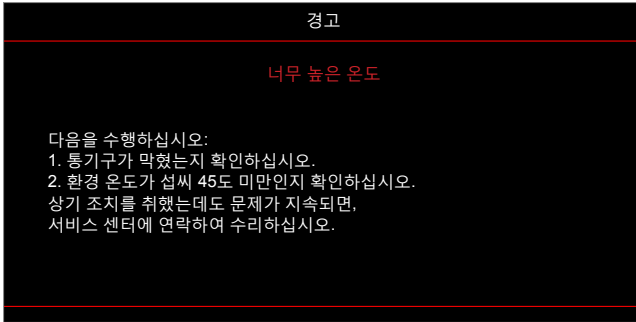 경고
너무 높은 온도
다음을 수행하십시오:
1. 통기구가 막혔는지 확인하십시오.
2. 환경 온도가 섭씨 45도 미만인지 확인하십시오.
상기 조치를 취했는데도 문제가 지속되면,
서비스 센터에 연락하여 수리하십시오.